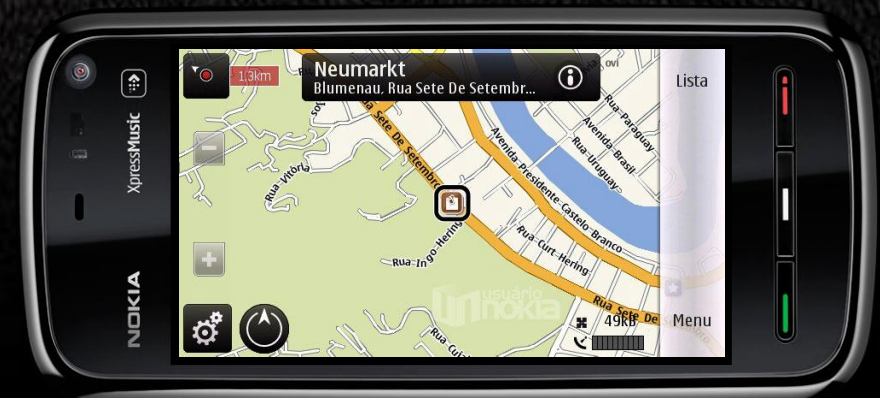 1.3km
Neumarkt
Blumenau, Rua Sete De Setembr...
Lista
XpressMusic
NOKIA
Rua Sete De Setembro
Rua-Vitória
Rua-Ingo-Hering
Rua-Curt-Hering
Avenida-Presidente-Castelo-Branco
Rua-Paraguay
Avenida-Brasil
Rua-Uruguay
Rua Sete De
usuário
nokia
49kB
Menu